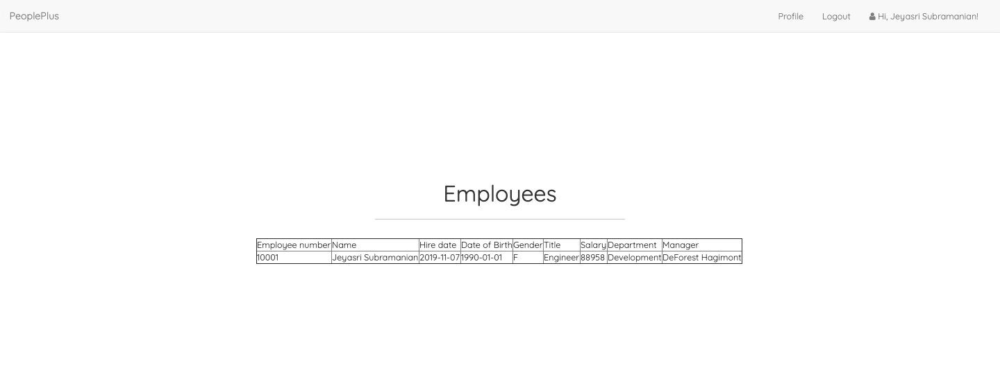 PeoplePlus Profile Logout Hi, Jeyasri Subramanian!
Employees
Employee number Name Hire date Date of Birth Gender Title Salary Department Manager
10001 Jeyasri Subramanian 2019-11-07 1990-01-01 F Engineer 88958 Development DeForest Hagimont